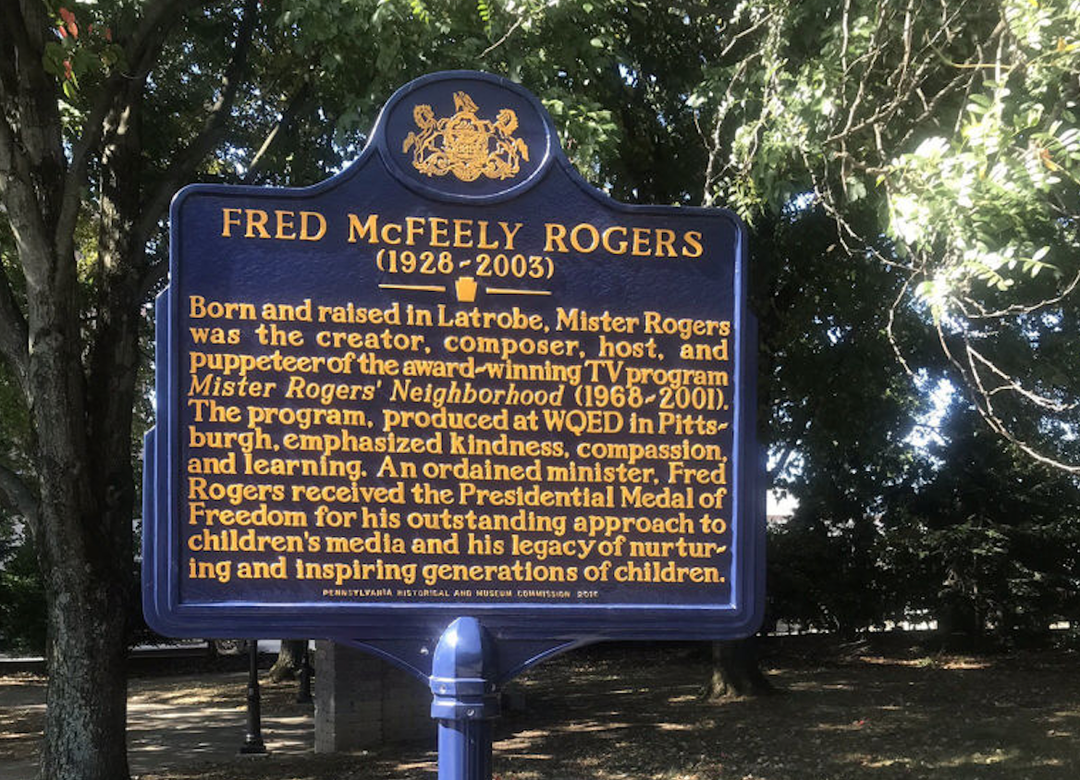 FRED McFEELY ROGERS
(1928-2003)
Born and raised in Latrobe, Mister Rogers
was the creator, composer, host, and
puppeteer of the award-winning TV program
Mister Rogers' Neighborhood (1968-2001).
The program, produced at WQED in Pitts-
burgh, emphasized kindness, compassion,
and learning. An ordained minister, Fred
Rogers received the Presidential Medal of
Freedom for his outstanding approach to
children's media and his legacy of nurtur-
ing and inspiring generations of children.
PENNSYLVANIA HISTORICAL AND MUSEUM COMMISSION